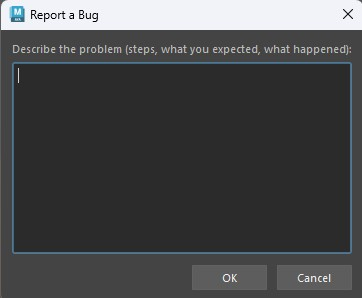 Report a Bug
Describe the problem (steps, what you expected, what happened):
OK
Cancel